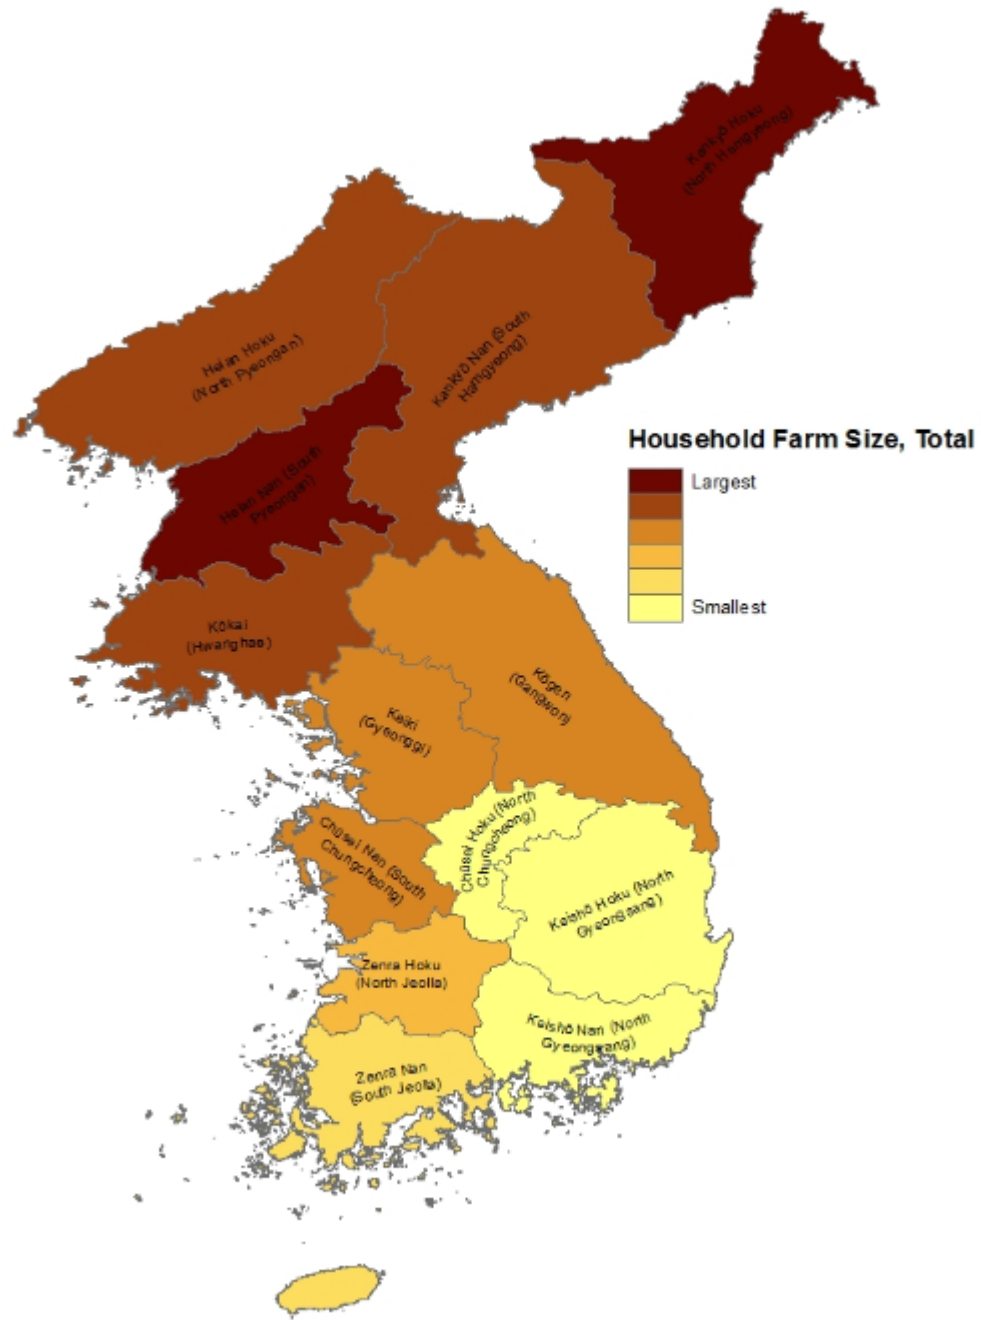 Kankyō Hoku
(North Hamgyeong)
Heian Hoku
(North Pyeongan)
Kankyō Nan (South
Hamgyeong)
Household Farm Size, Total
Largest
Smallest
Heian Nan (South
Pyeongan)
Kōkai
(Hwanghae)
Kōgen
(Gangwon)
Keiki
(Gyeonggi)
Chūsei Hoku (North
Chungcheong)
Chūsei Nan (South
Chungcheong)
Keishō Hoku (North
Gyeongsang)
Zenra Hoku
(North Jeolla)
Keishō Nan (North
Gyeongsang)
Zenra Nan
(South Jeolla)